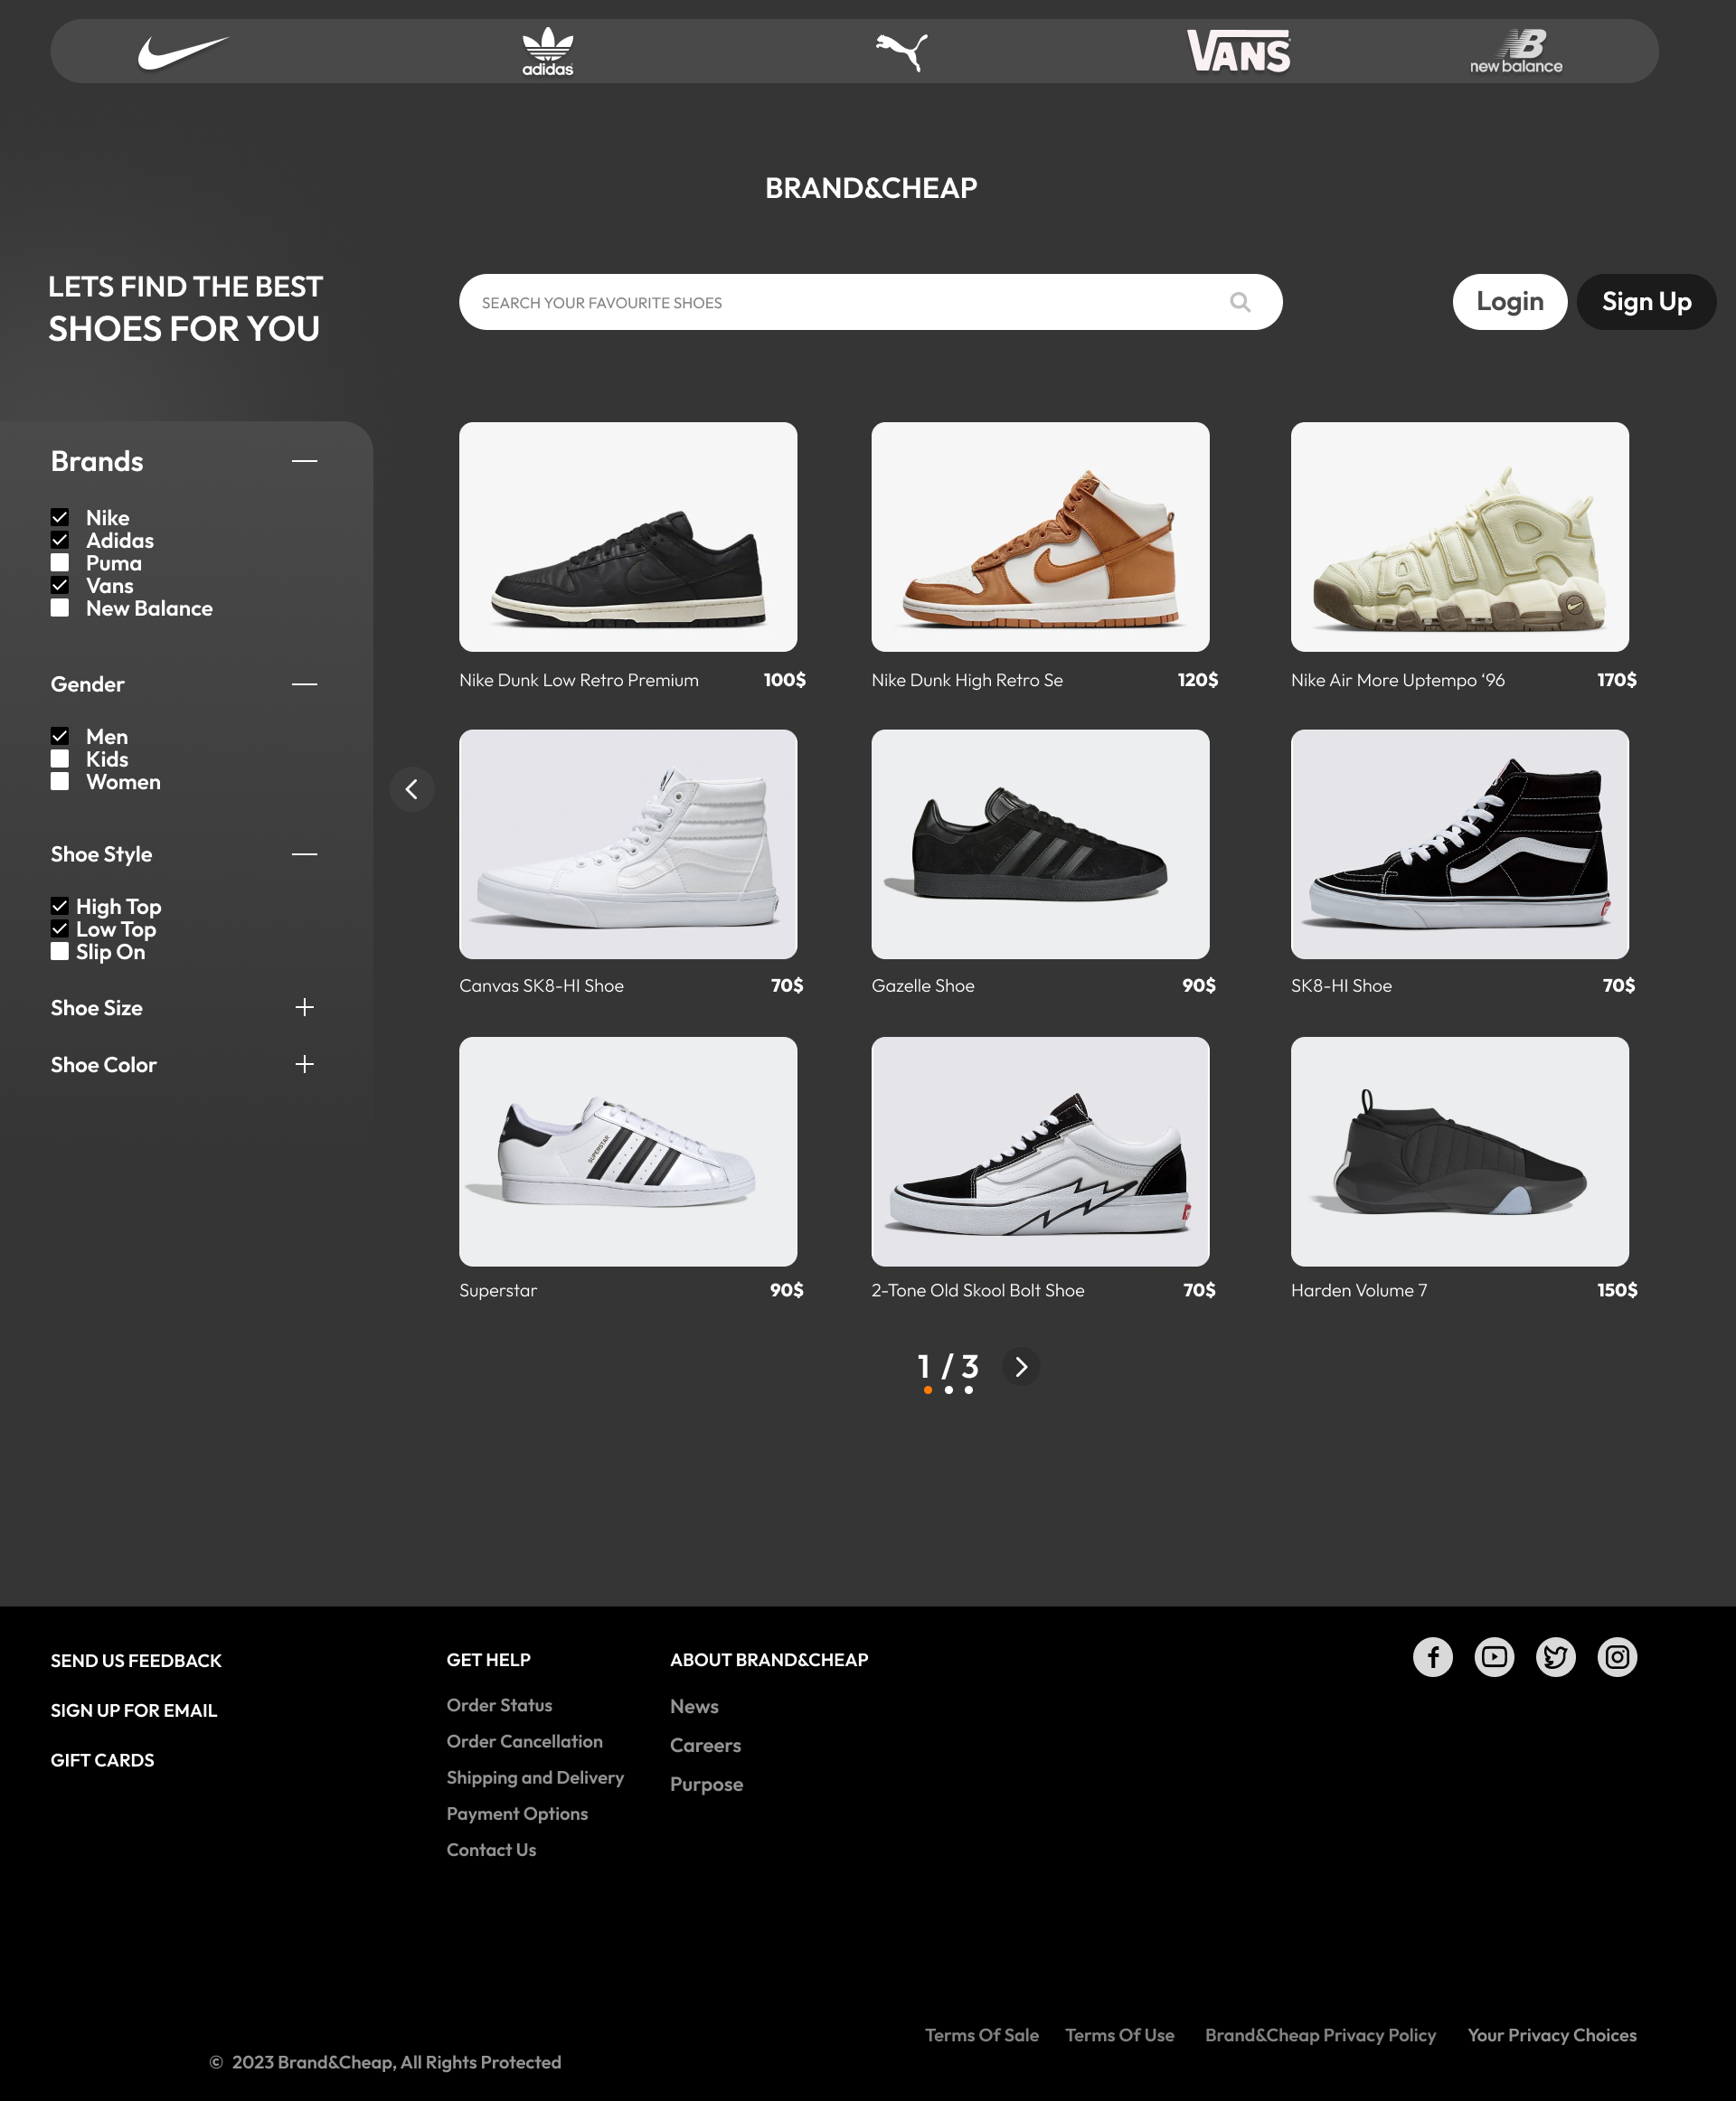 adidas
VANS
NB
new balance
BRAND&CHEAP
LETS FIND THE BEST
SHOES FOR YOU
SEARCH YOUR FAVOURITE SHOES
Login
Sign Up
Brands
Nike
Adidas
Puma
Vans
New Balance
Gender
Men
Kids
Women
Shoe Style
High Top
Low Top
Slip On
Shoe Size
Shoe Color
Nike Dunk Low Retro Premium 100$
Nike Dunk High Retro Se 120$
Nike Air More Uptempo ‘96 170$
Canvas SK8-HI Shoe 70$
Gazelle Shoe 90$
SK8-HI Shoe 70$
SUPERSTAR
Superstar 90$
2-Tone Old Skool Bolt Shoe 70$
Harden Volume 7 150$
1 / 3
SEND US FEEDBACK
SIGN UP FOR EMAIL
GIFT CARDS
GET HELP
Order Status
Order Cancellation
Shipping and Delivery
Payment Options
Contact Us
ABOUT BRAND&CHEAP
News
Careers
Purpose
Terms Of Sale
Terms Of Use
Brand&Cheap Privacy Policy
Your Privacy Choices
© 2023 Brand&Cheap, All Rights Protected